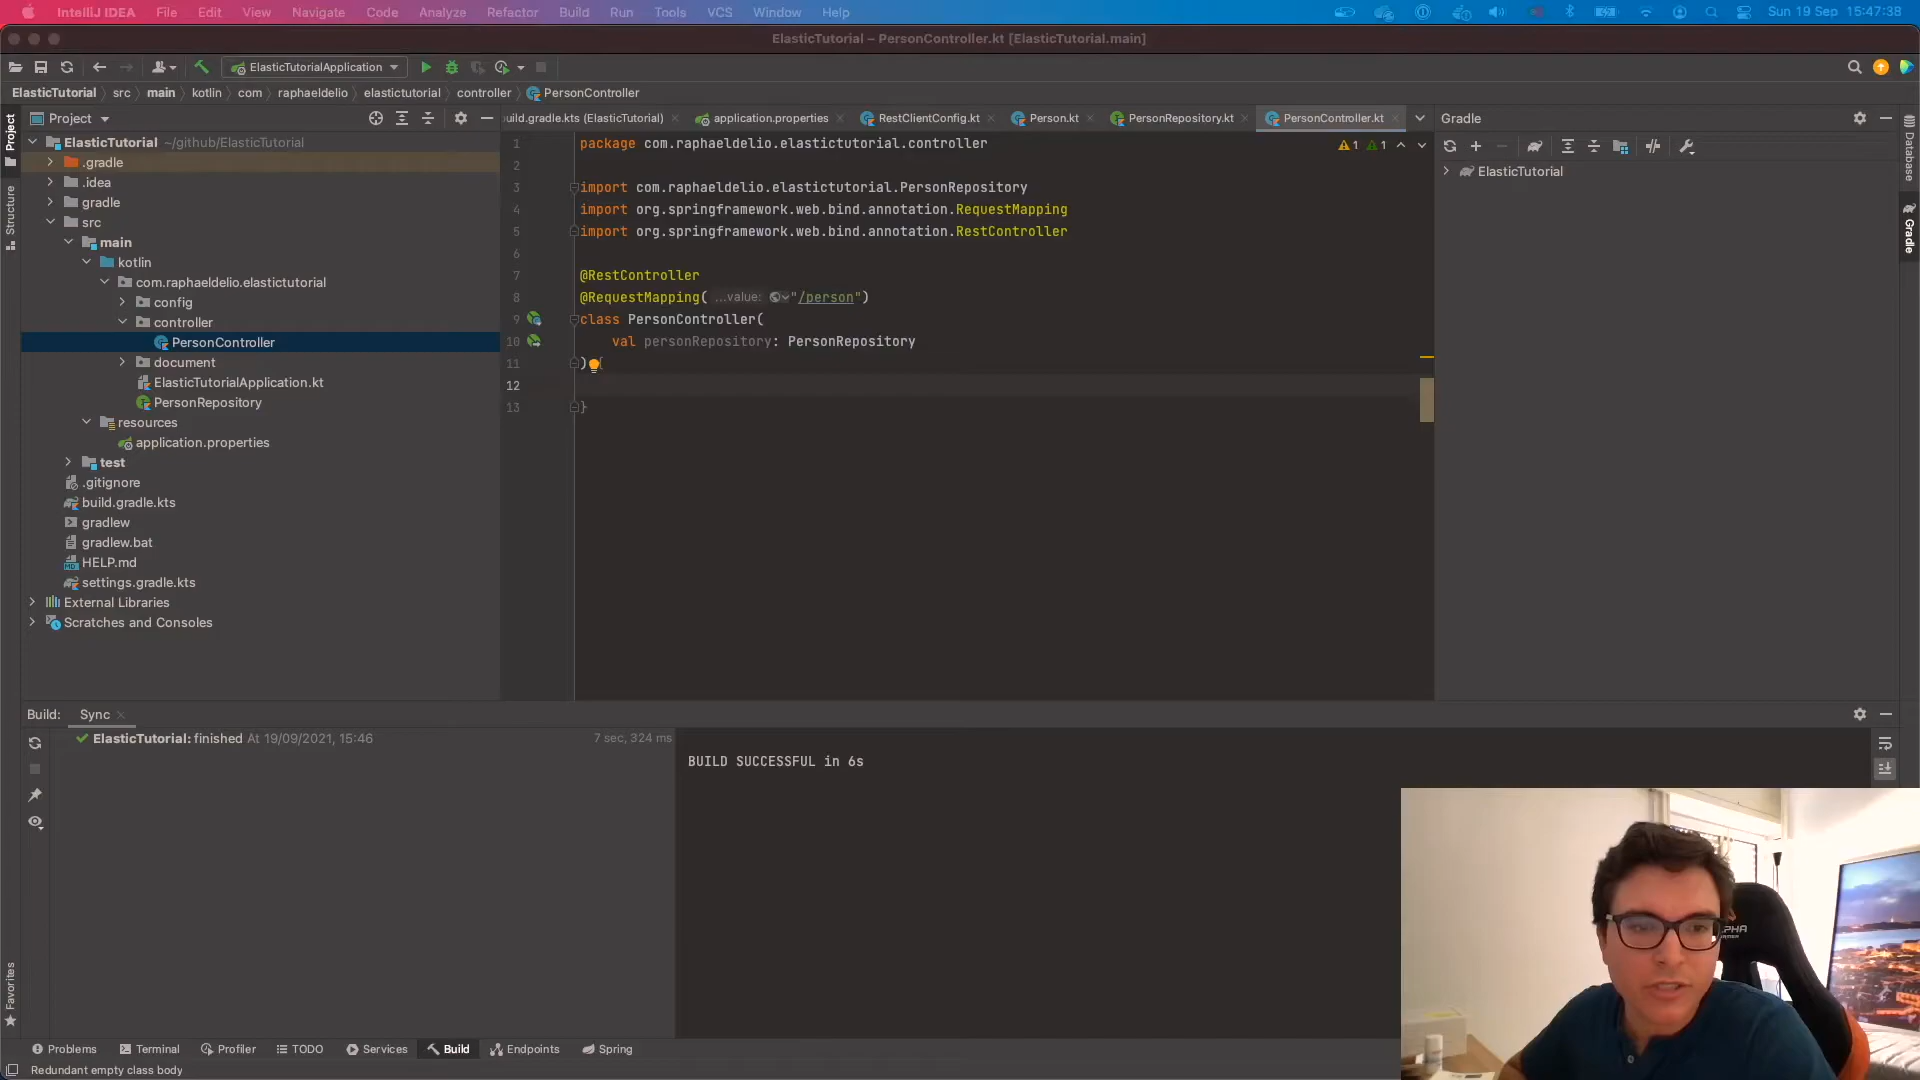 IntelliJ IDEA File Edit View Navigate Code Analyze Refactor Build Run Tools VCS Window Help Sun 19 Sep 15:47:38
ElasticTutorial – PersonController.kt [ElasticTutorial.main]
ElasticTutorialApplication
ElasticTutorial src main kotlin com raphaeldelio elastictutorial controller PersonController
Project
build.gradle.kts (ElasticTutorial) application.properties RestClientConfig.kt Person.kt PersonRepository.kt PersonController.kt
Gradle
ElasticTutorial ~/github/ElasticTutorial
.gradle
.idea
gradle
src
main
kotlin
com.raphaeldelio.elastictutorial
config
controller
PersonController
document
ElasticTutorialApplication.kt
PersonRepository
resources
application.properties
test
.gitignore
build.gradle.kts
gradlew
gradlew.bat
HELP.md
settings.gradle.kts
External Libraries
Scratches and Consoles
1 package com.raphaeldelio.elastictutorial.controller
1 1
2
3 import com.raphaeldelio.elastictutorial.PersonRepository
4 import org.springframework.web.bind.annotation.RequestMapping
5 import org.springframework.web.bind.annotation.RestController
6
7 @RestController
8 @RequestMapping( ...value: "/person")
9 class PersonController(
10 val personRepository: PersonRepository
11 ) {
12
13 }
ElasticTutorial
Project
Structure
Favorites
Database
Gradle
Build: Sync
ElasticTutorial: finished At 19/09/2021, 15:46 7 sec, 324 ms
BUILD SUCCESSFUL in 6s
Problems Terminal Profiler TODO Services Build Endpoints Spring
Redundant empty class body